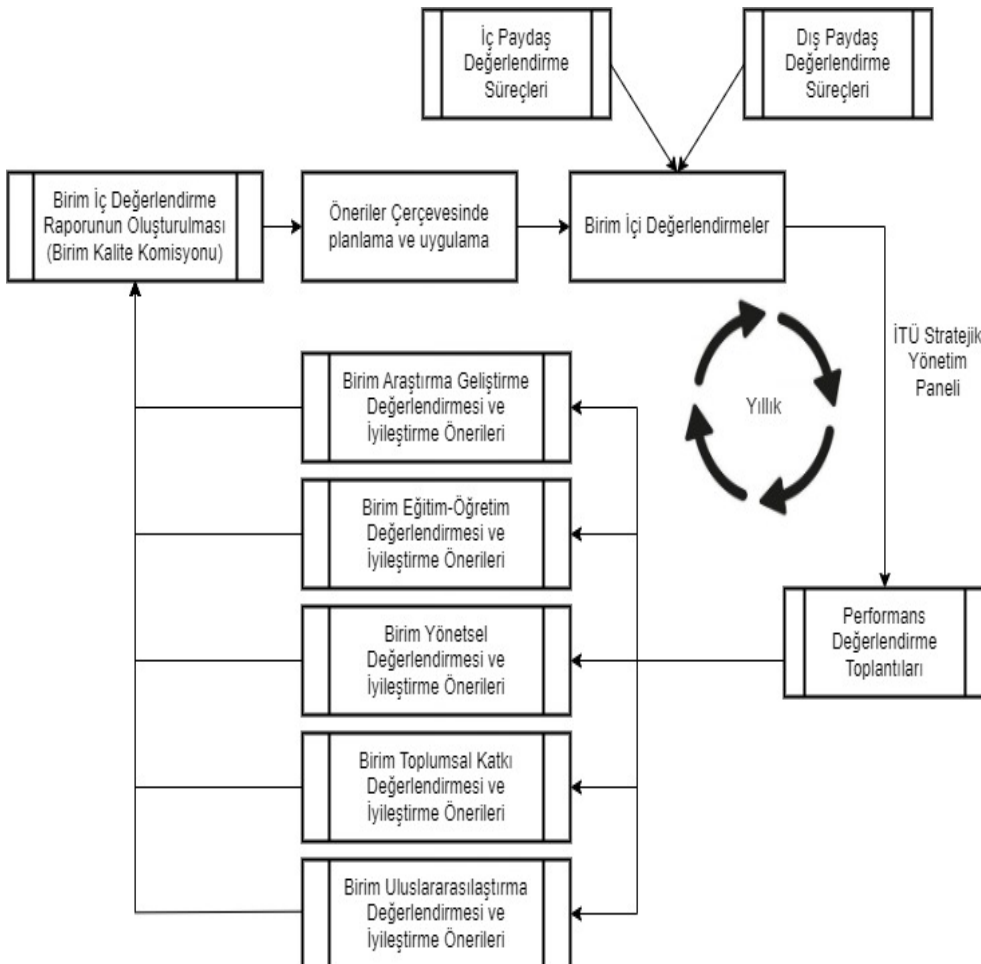 İç Paydaş
Değerlendirme
Süreçleri
Dış Paydaş
Değerlendirme
Süreçleri
Birim İç Değerlendirme
Raporunun Oluşturulması
(Birim Kalite Komisyonu)
Öneriler Çerçevesinde
planlama ve uygulama
Birim İçi Değerlendirmeler
İTÜ Stratejik
Yönetim
Paneli
Yıllık
Birim Araştırma Geliştirme
Değerlendirmesi ve
İyileştirme Önerileri
Birim Eğitim-Öğretim
Değerlendirmesi ve
İyileştirme Önerileri
Birim Yönetsel
Değerlendirmesi ve
İyileştirme Önerileri
Performans
Değerlendirme
Toplantıları
Birim Toplumsal Katkı
Değerlendirmesi ve
İyileştirme Önerileri
Birim Uluslararasılaştırma
Değerlendirmesi ve
İyileştirme Önerileri